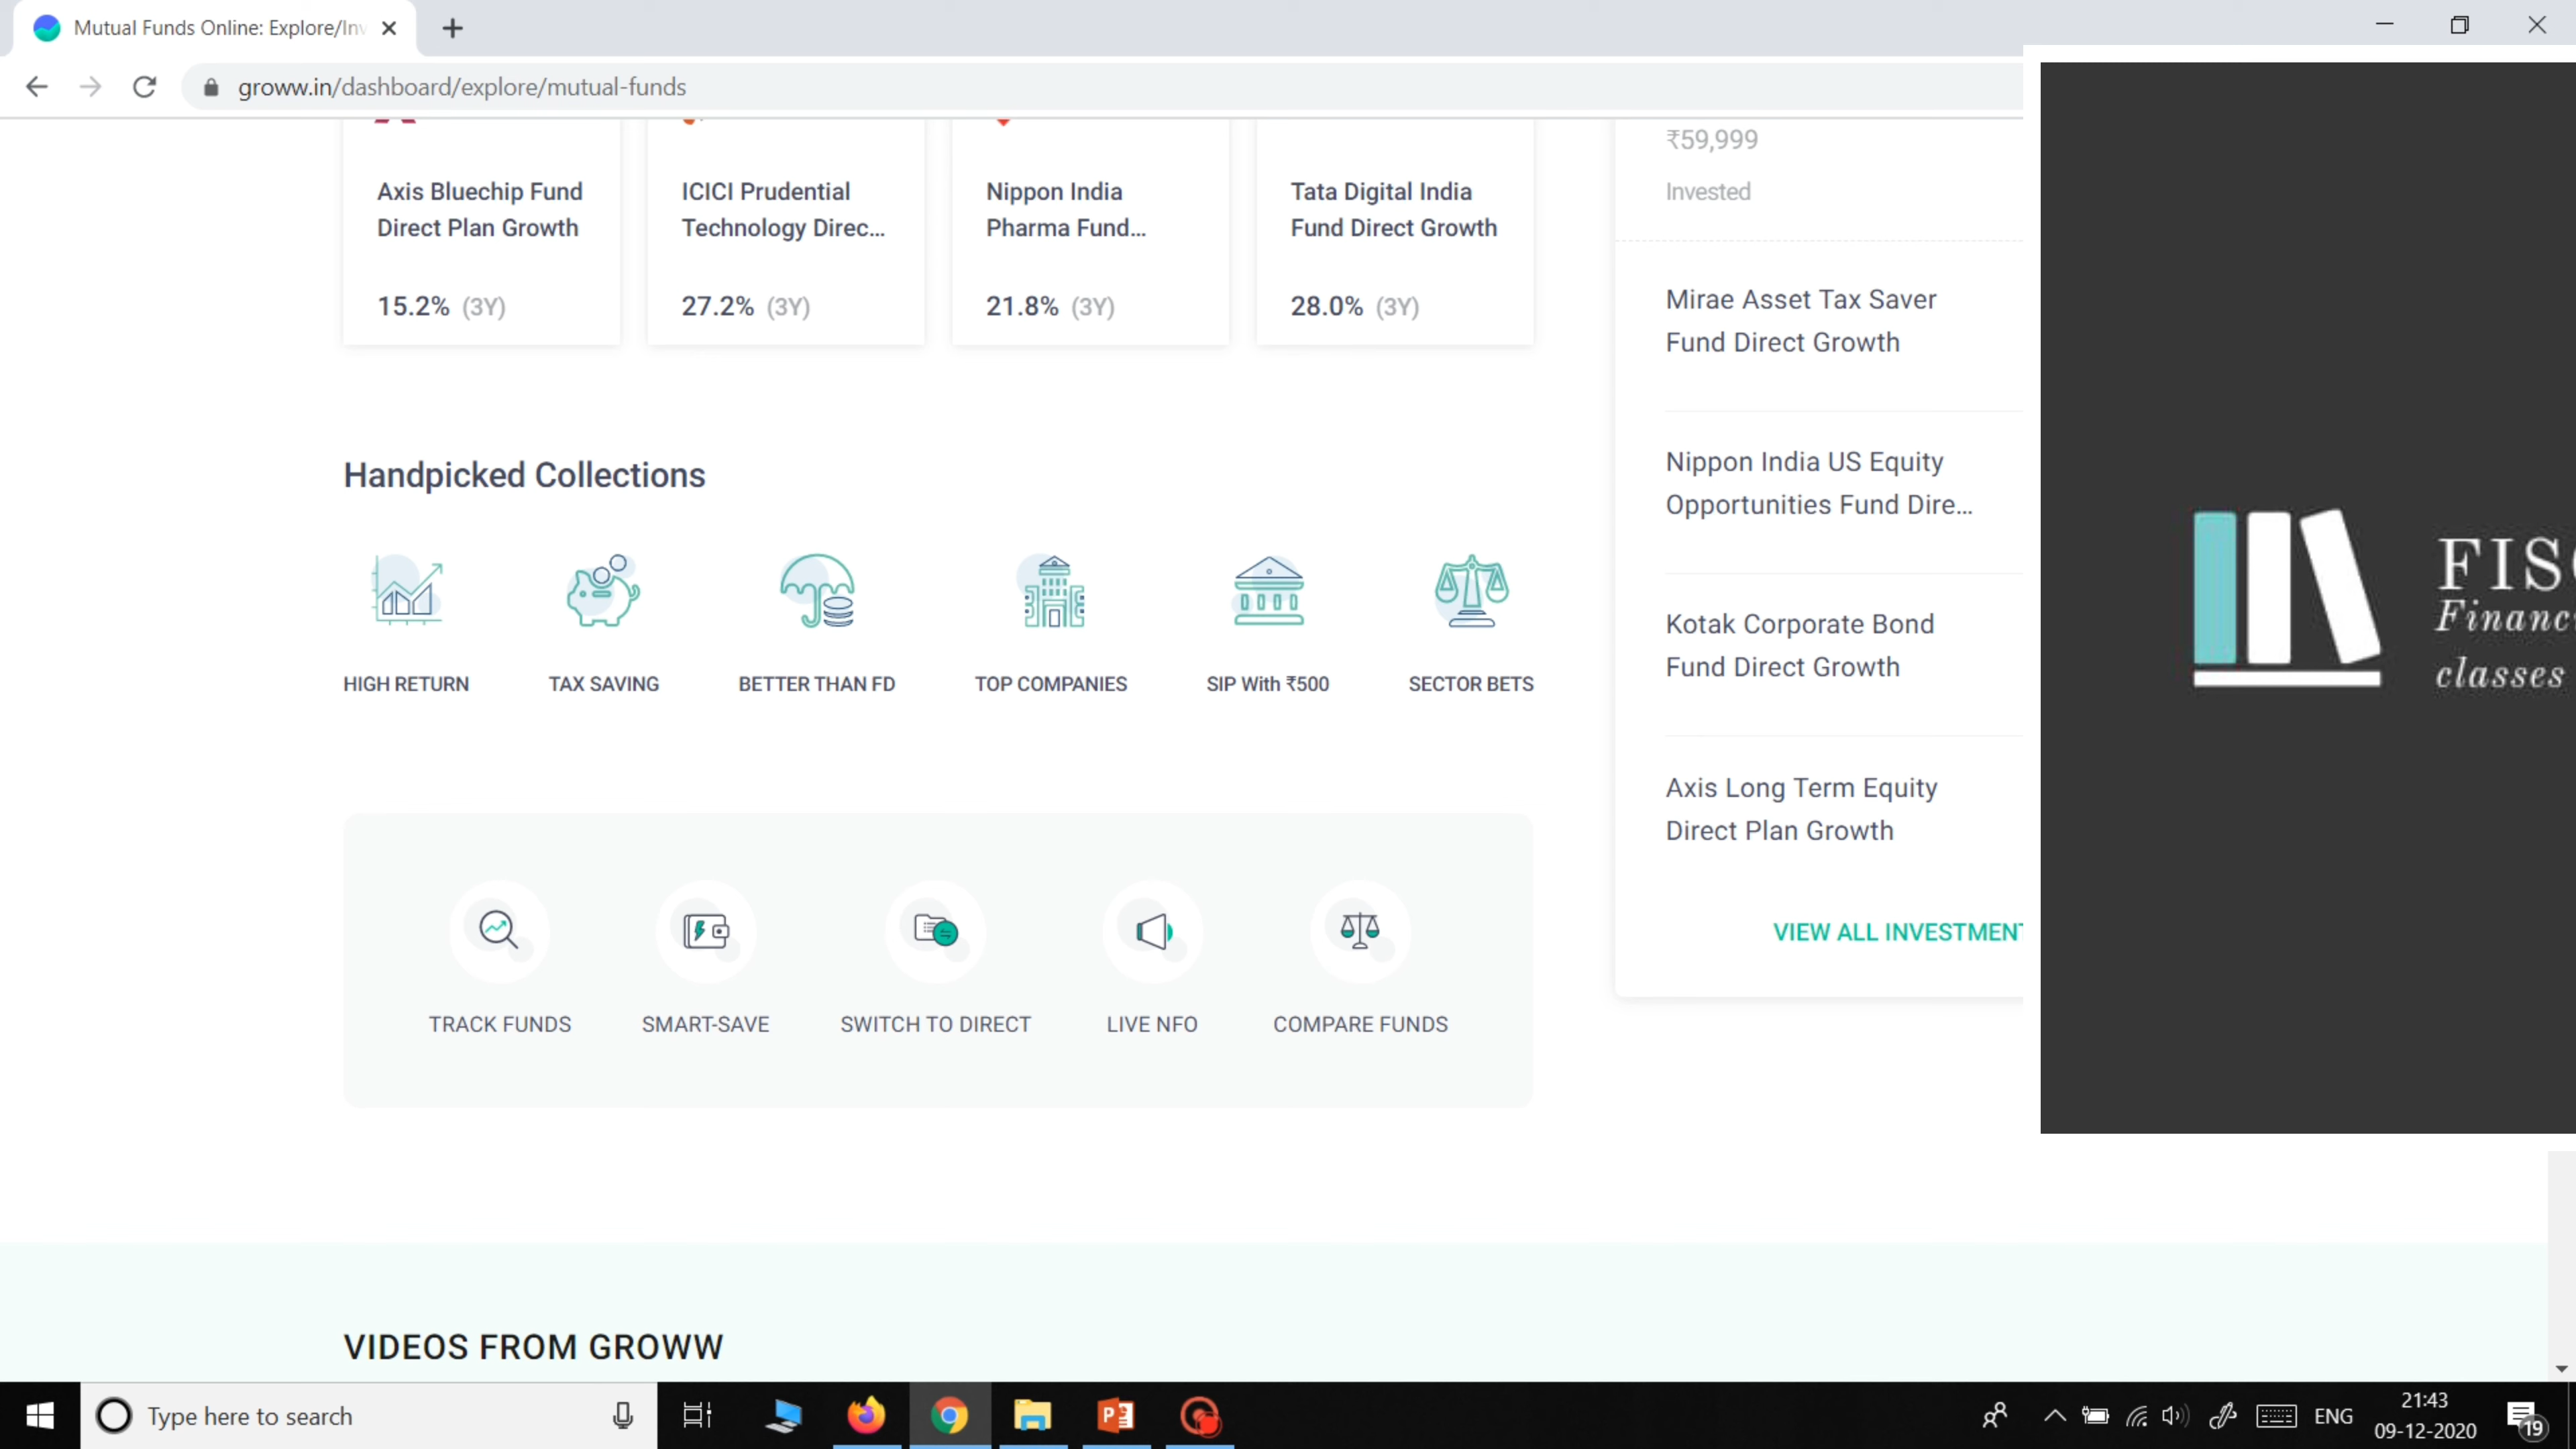 Mutual Funds Online: Explore/Inv
groww.in/dashboard/explore/mutual-funds
Axis Bluechip Fund
Direct Plan Growth
15.2% (3Y)
ICICI Prudential
Technology Direc...
27.2% (3Y)
Nippon India
Pharma Fund...
21.8% (3Y)
Tata Digital India
Fund Direct Growth
28.0% (3Y)
Handpicked Collections
HIGH RETURN
TAX SAVING
BETTER THAN FD
TOP COMPANIES
SIP With ₹500
SECTOR BETS
TRACK FUNDS
SMART-SAVE
SWITCH TO DIRECT
LIVE NFO
COMPARE FUNDS
₹59,999
Invested
Mirae Asset Tax Saver
Fund Direct Growth
Nippon India US Equity
Opportunities Fund Dire...
Kotak Corporate Bond
Fund Direct Growth
Axis Long Term Equity
Direct Plan Growth
VIEW ALL INVESTMENT
classes
VIDEOS FROM GROWW
Type here to search
ENG
21:43
09-12-2020
19